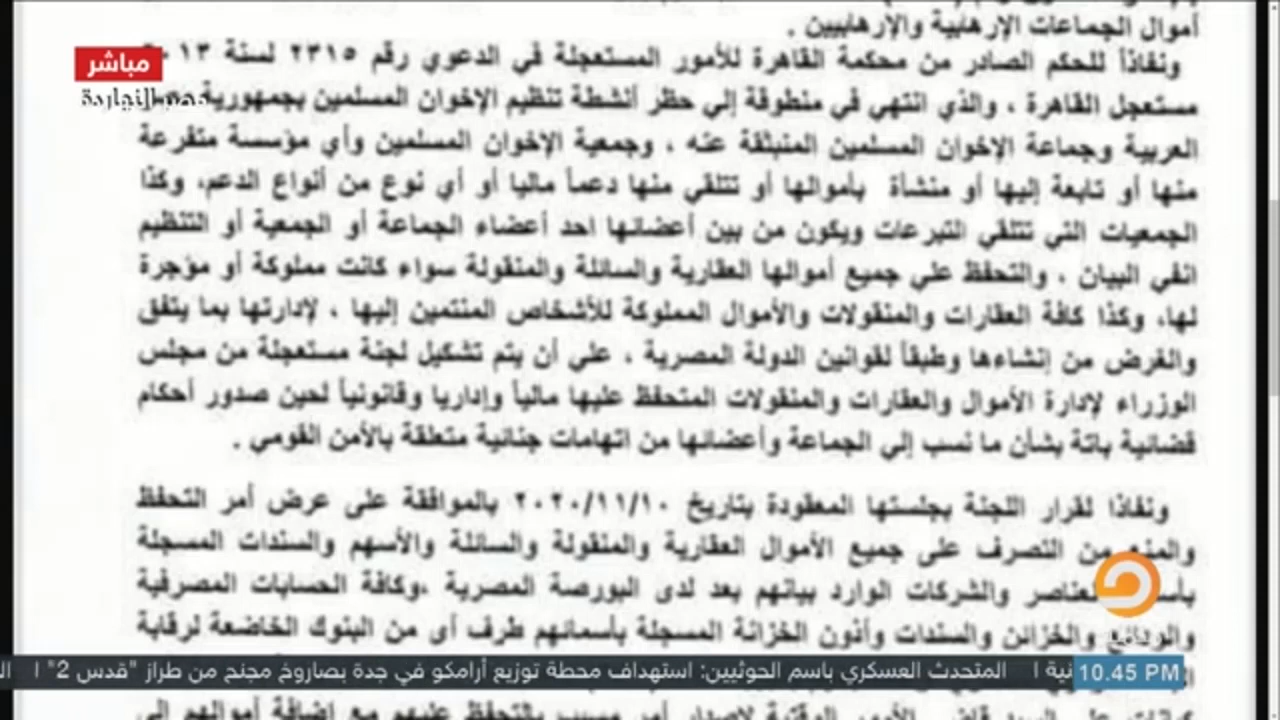 أموال الجماعات الإرهابية والإرهابيين .
ونفاذاً للحكم الصادر من محكمة القاهرة للأمور المستعجلة في الدعوي رقم ٢٣١٥ لسنة
مباشر
مستعجل القاهرة ، والذي انتهي في منطوقة إلي حظر أنشطة تنظيم الإخوان المسلمين بجمهورية
العربية وجماعة الإخوان المسلمين المنبثقة عنه ، وجمعية الإخوان المسلمين وأي مؤسسة متفرعة
منها أو تابعة إليها أو منشأة بأموالها أو تتلقي منها دعماً ماليا أو أي نوع من أنواع الدعم، وكذا
الجمعيات التي تتلقي التبرعات ويكون من بين أعضائها احد أعضاء الجماعة أو الجمعية أو التنظيم
انفي البيان ، والتحفظ علي جميع أموالها العقارية والسائلة والمنقولة سواء كانت مملوكة أو مؤجرة
لها، وكذا كافة العقارات والمنقولات والأموال المملوكة للأشخاص المنتمين إليها ، لإدارتها بما يتفق
والغرض من إنشاءها وطبقاً لقوانين الدولة المصرية ، علي أن يتم تشكيل لجنة مستعجلة من مجلس
الوزراء لإدارة الأموال والعقارات والمنقولات المتحفظ عليها مالياً وإداريا وقانونياً لحين صدور أحكام
قضائية باتة بشأن ما نسب إلي الجماعة وأعضائها من اتهامات جنائية متعلقة بالأمن القومي .
ونفاذًا لقرار اللجنة بجلستها المعقودة بتاريخ ٢٠٢٠/١١/١٠ بالموافقة على عرض أمر التحفظ
والمنع من التصرف على جميع الأموال العقارية والمنقولة والسائلة والأسهم والسندات المسجلة
والشركات الوارد بيانهم بعد لدى البورصة المصرية ،وكافة الحسابات المصرفية
والودائع والخزائن والسندات وأذون الخزانة المسجلة بأسمائهم طرف أى من البنوك الخاضعة لرقابة
المتحدث العسكري باسم الحوثيين: استهداف محطة توزيع أرامكو في جدة بصاروخ مجنح من طراز "قدس 2"
10.45 PM